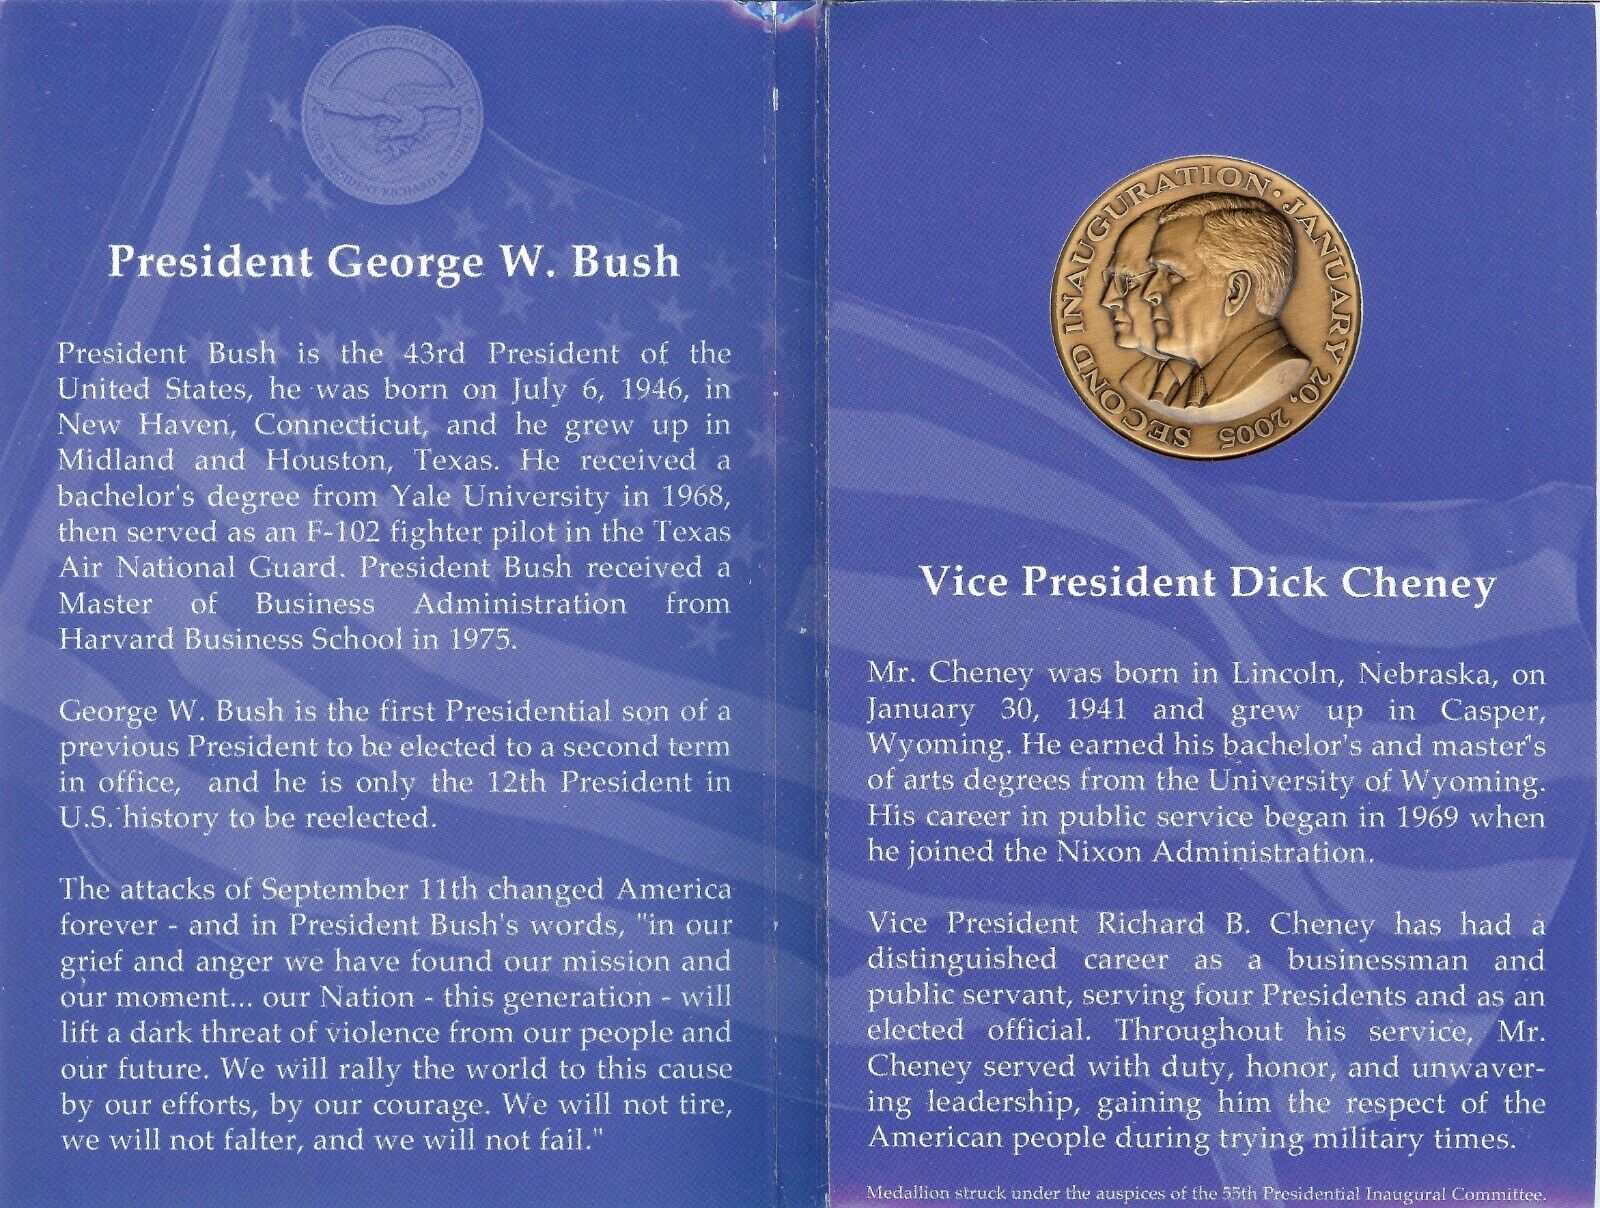 PRESIDENT RICHARD B. CHENEY
President George W. Bush
President Bush is the 43rd President of the
United States, he was born on July 6, 1946, in
New Haven, Connecticut, and he grew up in
Midland and Houston, Texas. He received a
bachelor's degree from Yale University in 1968,
then served as an F-102 fighter pilot in the Texas
Air National Guard. President Bush received a
Master of Business Administration from
Harvard Business School in 1975.
George W. Bush is the first Presidential son of a
previous President to be elected to a second term
in office, and he is only the 12th President in
U.S. history to be reelected.
The attacks of September 11th changed America
forever - and in President Bush's words, "in our
grief and anger we have found our mission and
our moment... our Nation - this generation - will
lift a dark threat of violence from our people and
our future. We will rally the world to this cause
by our efforts, by our courage. We will not tire,
we will not falter, and we will not fail."
SECOND INAUGURATION · JANUARY 20, 2005
Vice President Dick Cheney
Mr. Cheney was born in Lincoln, Nebraska, on
January 30, 1941 and grew up in Casper,
Wyoming. He earned his bachelor's and master's
of arts degrees from the University of Wyoming.
His career in public service began in 1969 when
he joined the Nixon Administration.
Vice President Richard B. Cheney has had a
distinguished career as a businessman and
public servant, serving four Presidents and as an
elected official. Throughout his service, Mr.
Cheney served with duty, honor, and unwaver-
ing leadership, gaining him the respect of the
American people during trying military times.
Medallion struck under the auspices of the 55th Presidential Inaugural Committee.